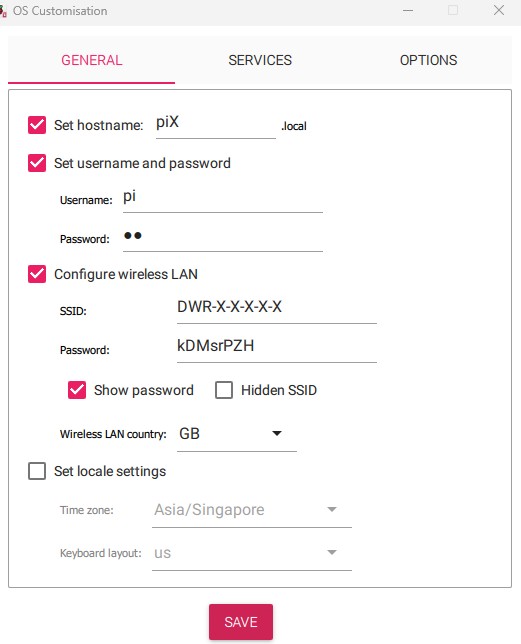 OS Customisation
GENERAL SERVICES OPTIONS
Set hostname: piX .local
Set username and password
Username: pi
Password: ●●
Configure wireless LAN
SSID: DWR-X-X-X-X-X
Password: kDMsrPZH
Show password Hidden SSID
Wireless LAN country: GB
Set locale settings
Time zone: Asia/Singapore
Keyboard layout: us
SAVE